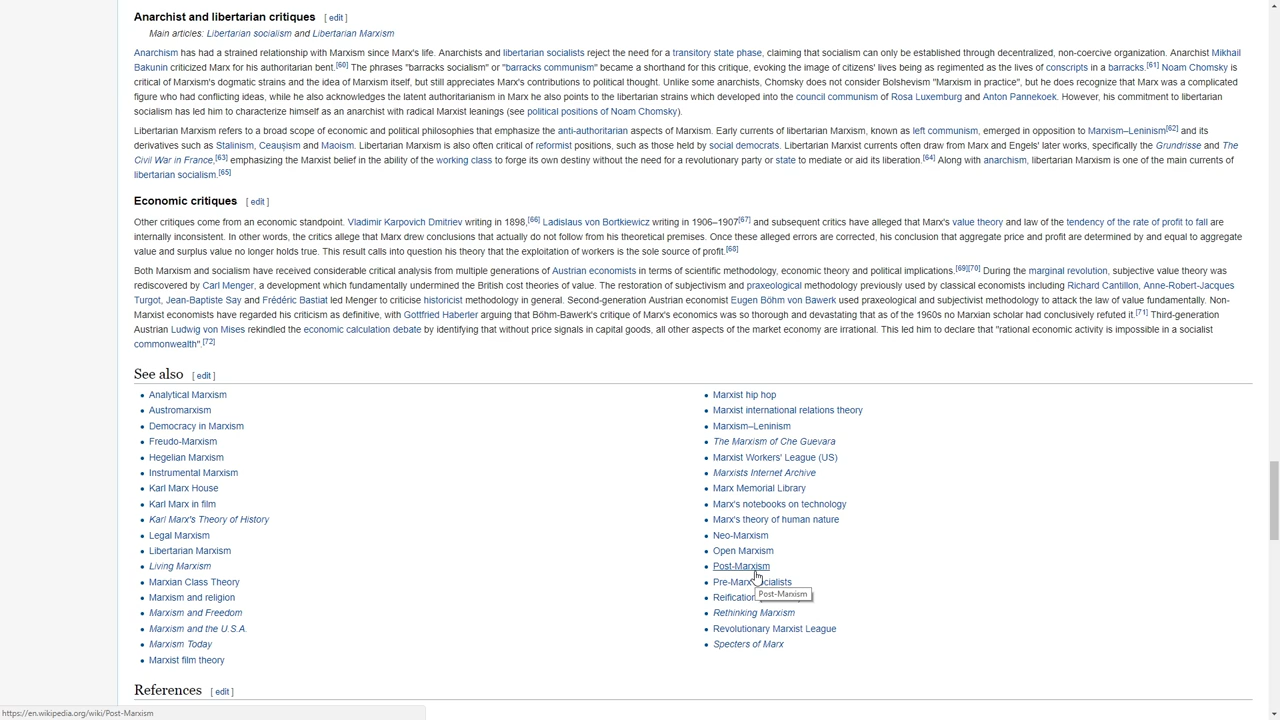 Anarchist and libertarian critiques [ edit ]
Main articles: Libertarian socialism and Libertarian Marxism
Anarchism has had a strained relationship with Marxism since Marx's life. Anarchists and libertarian socialists reject the need for a transitory state phase, claiming that socialism can only be established through decentralized, non-coercive organization. Anarchist Mikhail
Bakunin criticized Marx for his authoritarian bent.[60] The phrases "barracks socialism" or "barracks communism" became a shorthand for this critique, evoking the image of citizens' lives being as regimented as the lives of conscripts in a barracks.[61] Noam Chomsky is
critical of Marxism's dogmatic strains and the idea of Marxism itself, but still appreciates Marx's contributions to political thought. Unlike some anarchists, Chomsky does not consider Bolshevism "Marxism in practice", but he does recognize that Marx was a complicated
figure who had conflicting ideas, while he also acknowledges the latent authoritarianism in Marx he also points to the libertarian strains which developed into the council communism of Rosa Luxemburg and Anton Pannekoek. However, his commitment to libertarian
socialism has led him to characterize himself as an anarchist with radical Marxist leanings (see political positions of Noam Chomsky).
Libertarian Marxism refers to a broad scope of economic and political philosophies that emphasize the anti-authoritarian aspects of Marxism. Early currents of libertarian Marxism, known as left communism, emerged in opposition to Marxism–Leninism[62] and its
derivatives such as Stalinism, Ceaușism and Maoism. Libertarian Marxism is also often critical of reformist positions, such as those held by social democrats. Libertarian Marxist currents often draw from Marx and Engels' later works, specifically the Grundrisse and The
Civil War in France,[63] emphasizing the Marxist belief in the ability of the working class to forge its own destiny without the need for a revolutionary party or state to mediate or aid its liberation.[64] Along with anarchism, libertarian Marxism is one of the main currents of
libertarian socialism.[65]
Economic critiques [ edit ]
Other critiques come from an economic standpoint. Vladimir Karpovich Dmitriev writing in 1898,[66] Ladislaus von Bortkiewicz writing in 1906–1907[67] and subsequent critics have alleged that Marx's value theory and law of the tendency of the rate of profit to fall are
internally inconsistent. In other words, the critics allege that Marx drew conclusions that actually do not follow from his theoretical premises. Once these alleged errors are corrected, his conclusion that aggregate price and profit are determined by and equal to aggregate
value and surplus value no longer holds true. This result calls into question his theory that the exploitation of workers is the sole source of profit.[68]
Both Marxism and socialism have received considerable critical analysis from multiple generations of Austrian economists in terms of scientific methodology, economic theory and political implications.[69][70] During the marginal revolution, subjective value theory was
rediscovered by Carl Menger, a development which fundamentally undermined the British cost theories of value. The restoration of subjectivism and praxeological methodology previously used by classical economists including Richard Cantillon, Anne-Robert-Jacques
Turgot, Jean-Baptiste Say and Frédéric Bastiat led Menger to criticise historicist methodology in general. Second-generation Austrian economist Eugen Böhm von Bawerk used praxeological and subjectivist methodology to attack the law of value fundamentally. Non-
Marxist economists have regarded his criticism as definitive, with Gottfried Haberler arguing that Böhm-Bawerk's critique of Marx's economics was so thorough and devastating that as of the 1960s no Marxian scholar had conclusively refuted it.[71] Third-generation
Austrian Ludwig von Mises rekindled the economic calculation debate by identifying that without price signals in capital goods, all other aspects of the market economy are irrational. This led him to declare that "rational economic activity is impossible in a socialist
commonwealth".[72]
See also [ edit ]
Analytical Marxism
Austromarxism
Democracy in Marxism
Freudo-Marxism
Hegelian Marxism
Instrumental Marxism
Karl Marx House
Karl Marx in film
Karl Marx's Theory of History
Legal Marxism
Libertarian Marxism
Living Marxism
Marxian Class Theory
Marxism and religion
Marxism and Freedom
Marxism and the U.S.A.
Marxism Today
Marxist film theory
Marxist hip hop
Marxist international relations theory
Marxism–Leninism
The Marxism of Che Guevara
Marxist Workers' League (US)
Marxists Internet Archive
Marx Memorial Library
Marx's notebooks on technology
Marx's theory of human nature
Neo-Marxism
Open Marxism
Post-Marxism
Pre-Marx socialists
Reification
Post-Marxism
Rethinking Marxism
Revolutionary Marxist League
Specters of Marx
References [ edit ]
https://en.wikipedia.org/wiki/Post-Marxism